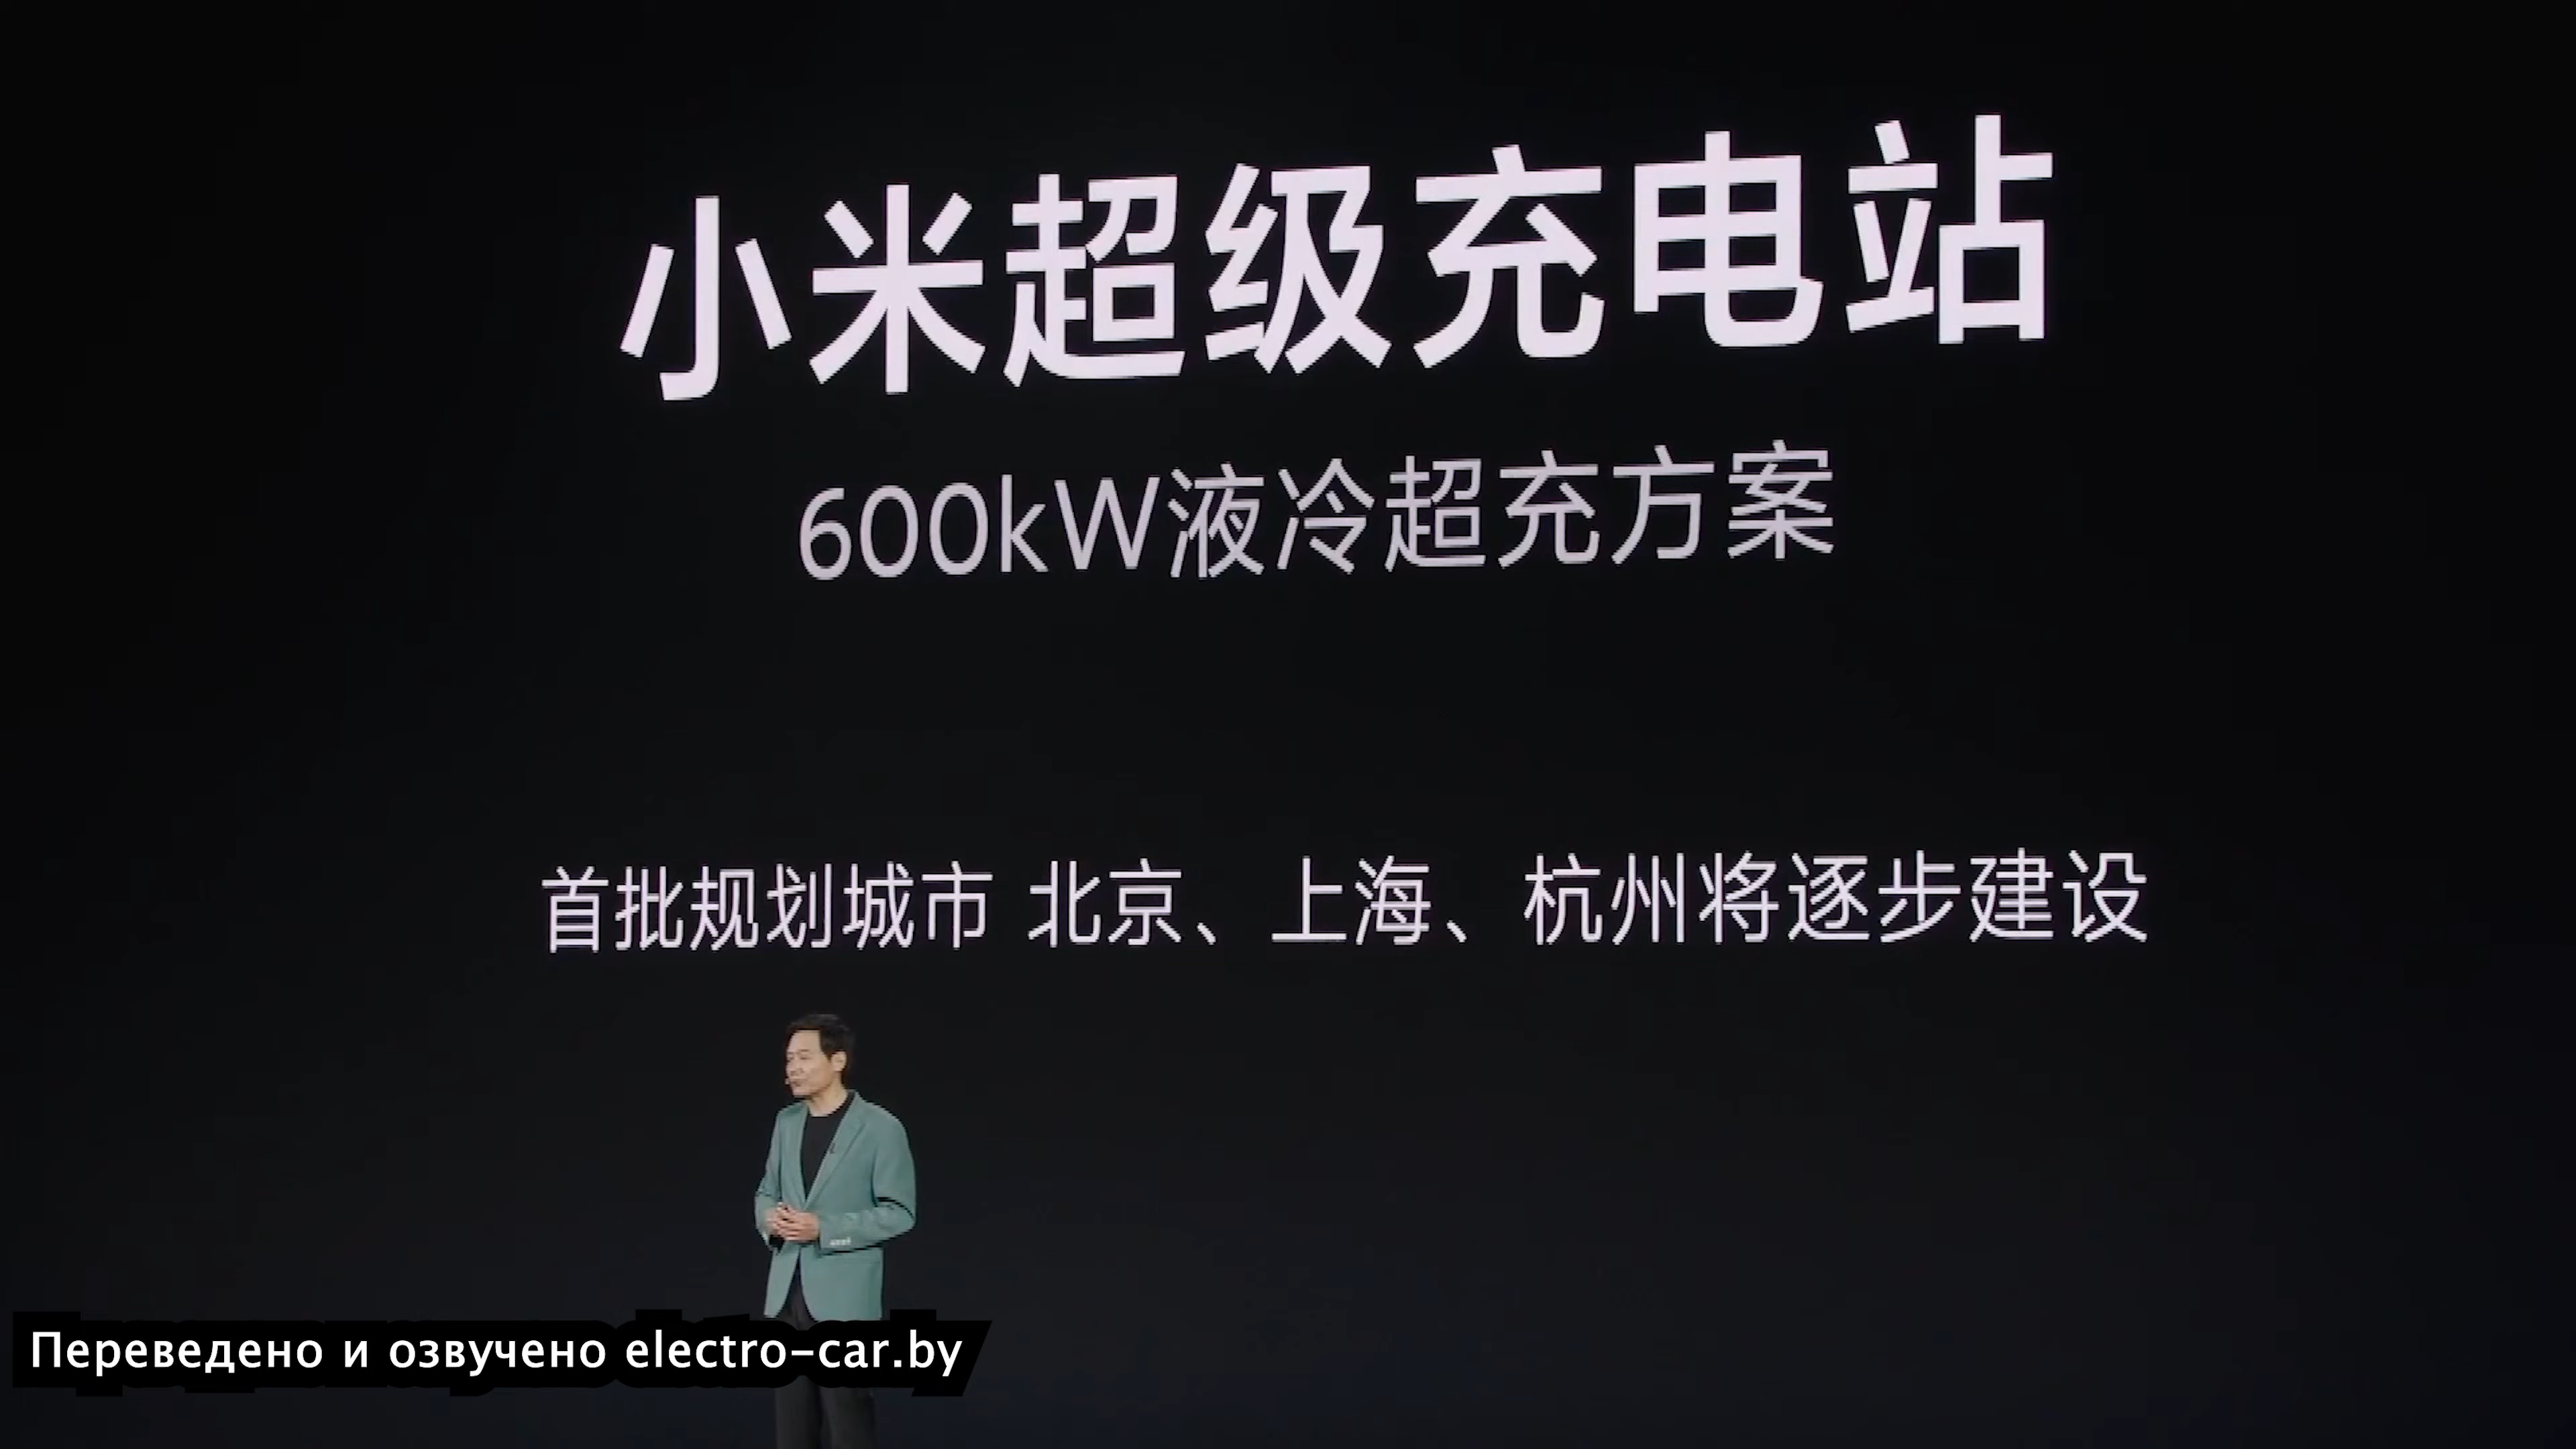 小米超级充电站
600kW液冷超充方案
首批规划城市 北京、上海、杭州将逐步建设
Переведено и озвучено electro-car.by